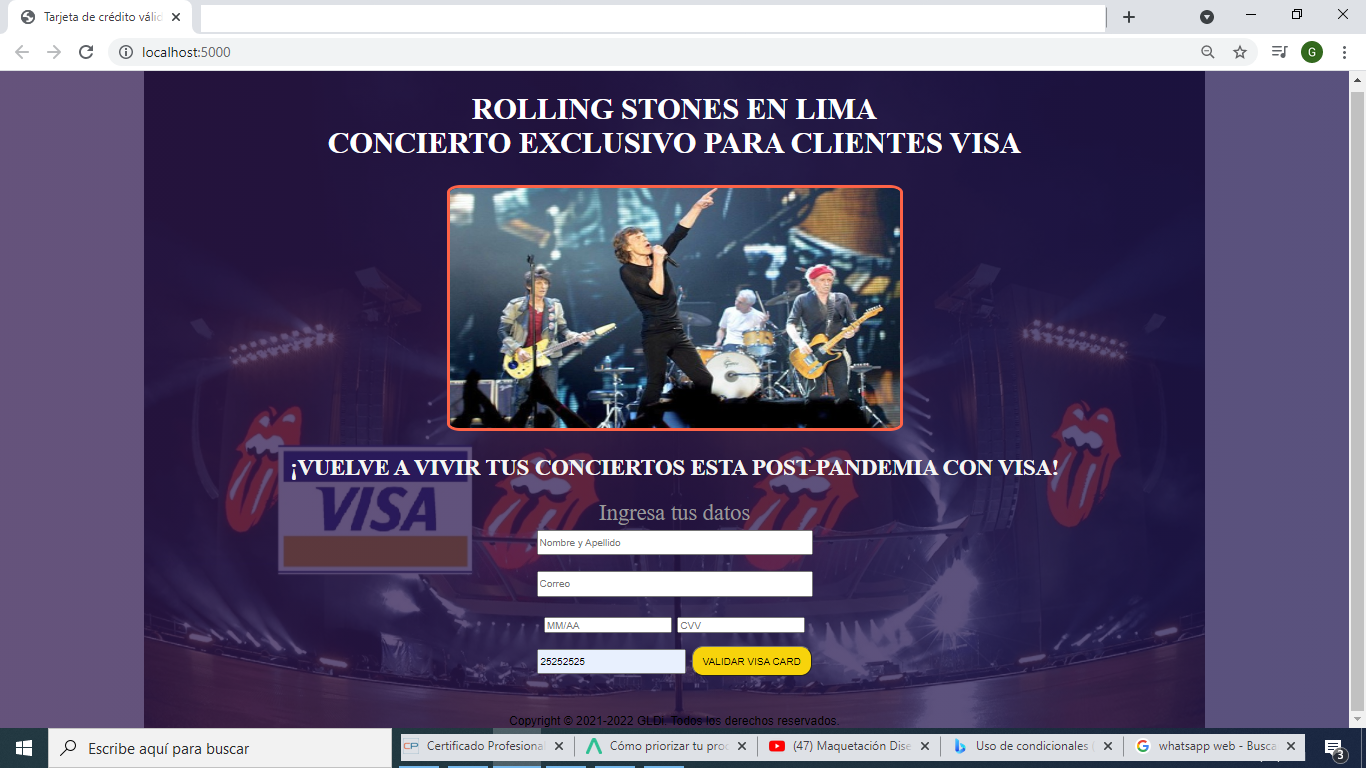 Tarjeta de crédito válid
localhost:5000
G
ROLLING STONES EN LIMA
CONCIERTO EXCLUSIVO PARA CLIENTES VISA
¡VUELVE A VIVIR TUS CONCIERTOS ESTA POST-PANDEMIA CON VISA!
VISA
Ingresa tus datos
Nombre y Apellido
Correo
MM/AA CVV
25252525 VALIDAR VISA CARD
Copyright © 2021-2022 GLDI. Todos los derechos reservados.
Escribe aquí para buscar
CP Certificado Profesional
Cómo priorizar tu proc
(47) Maquetación Dise
Uso de condicionales (
G whatsapp web - Busca
3